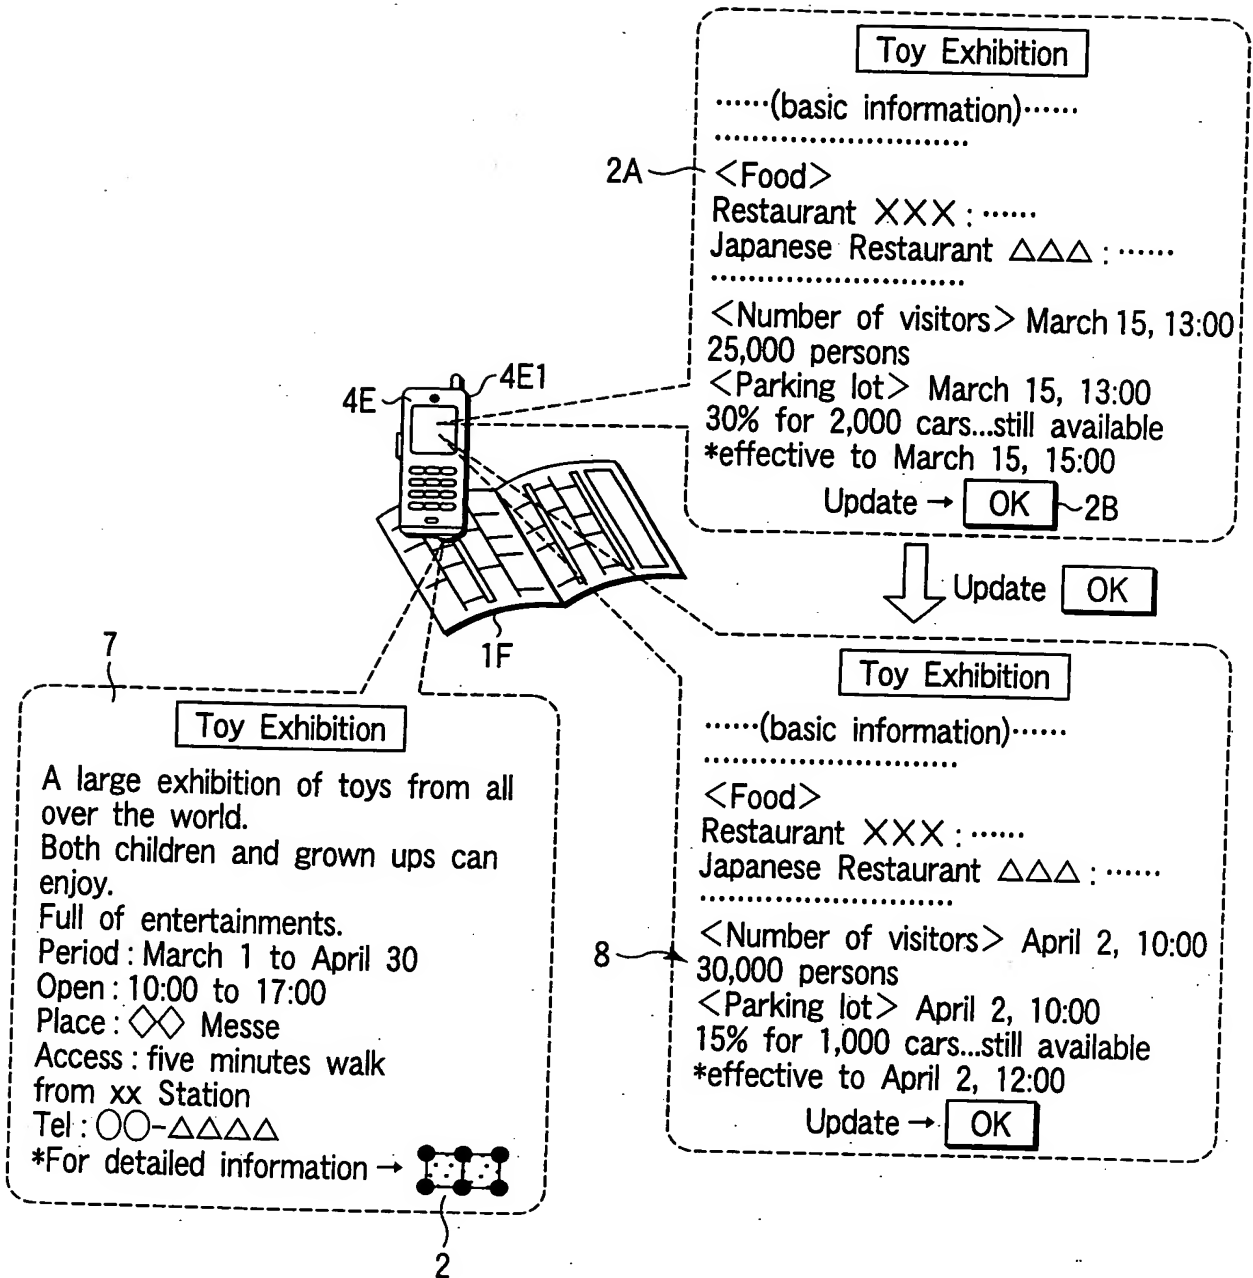 Toy Exhibition
······(basic information)······
··························
2A
<Food>
Restaurant XXX : ······
Japanese Restaurant △△△ : ······
··························
<Number of visitors> March 15, 13:00
25,000 persons
<Parking lot> March 15, 13:00
30% for 2,000 cars...still available
*effective to March 15, 15:00
Update → OK
2B
4E
4E1
1F
Update OK
7
Toy Exhibition
A large exhibition of toys from all
over the world.
Both children and grown ups can
enjoy.
Full of entertainments.
Period : March 1 to April 30
Open : 10:00 to 17:00
Place : ◇◇ Messe
Access : five minutes walk
from xx Station
Tel : ○○-△△△△
*For detailed information →
2
Toy Exhibition
······(basic information)······
··························
<Food>
Restaurant XXX : ······
Japanese Restaurant △△△ : ······
··························
8
<Number of visitors> April 2, 10:00
30,000 persons
<Parking lot> April 2, 10:00
15% for 1,000 cars...still available
*effective to April 2, 12:00
Update → OK